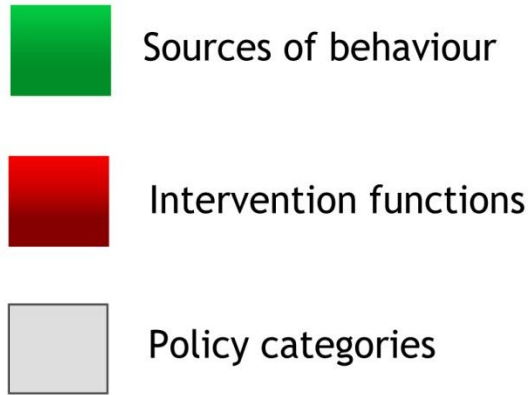 Sources of behaviour
Intervention functions
Policy categories